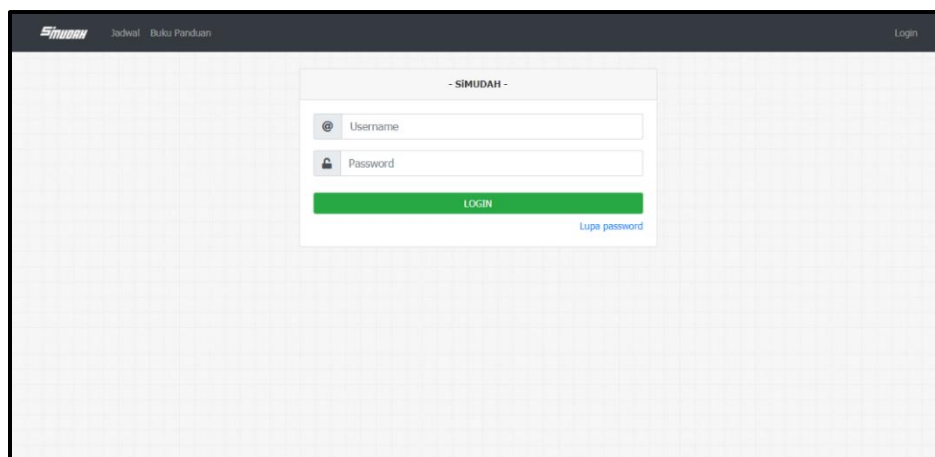 SiMUDAH Jadwal Buku Panduan Login
- SiMUDAH -
@ Username
Password
LOGIN
Lupa password